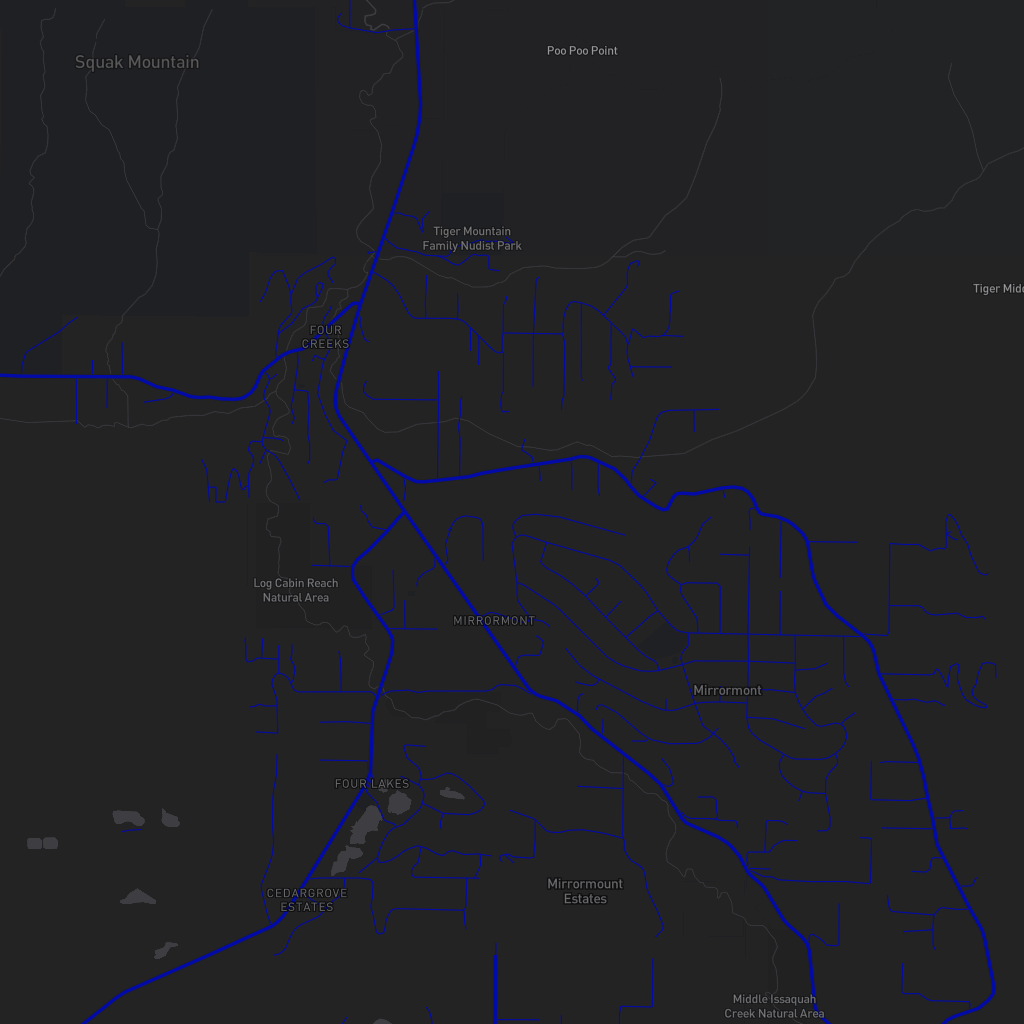 Poo Poo Point
Squak Mountain
Tiger Mountain
Family Nudist Park
Tiger Midd
FOUR
CREEKS
Log Cabin Reach
Natural Area
MIRRORMONT
Mirrormont
FOUR LAKES
CEDARGROVE
ESTATES
Mirrormount
Estates
Middle Issaquah
Creek Natural Area